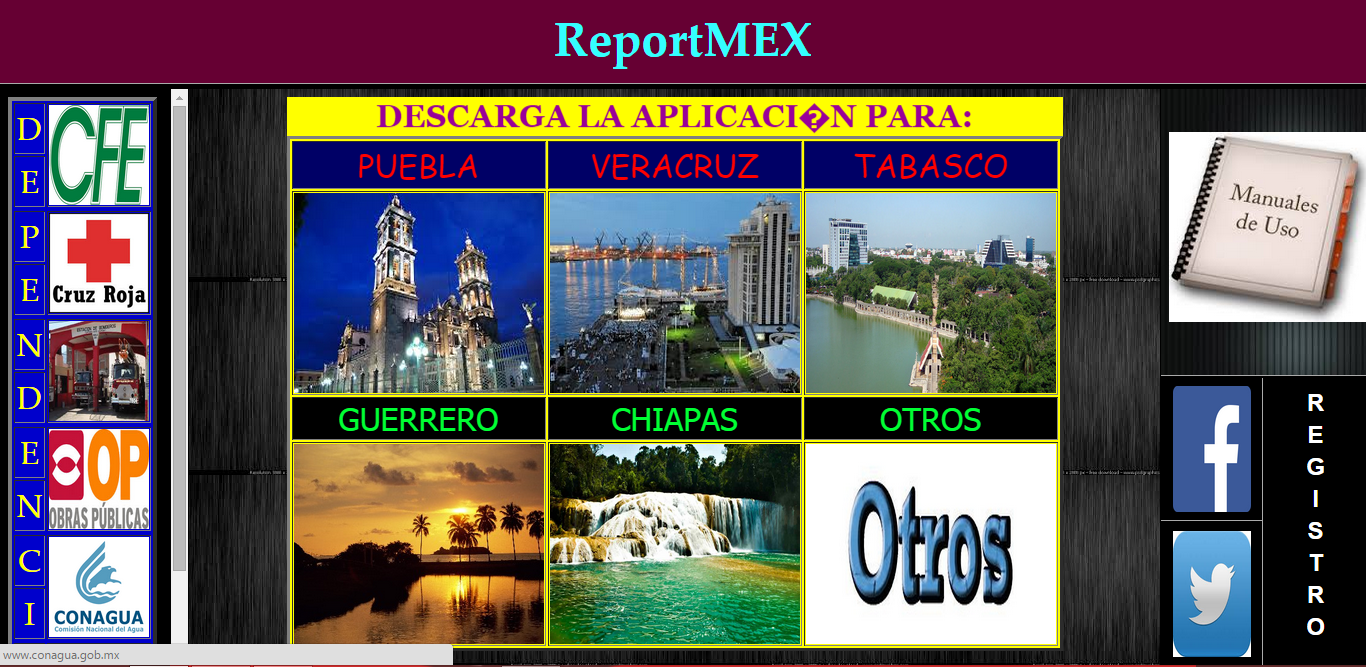 ReportMEX
D
E
P
E
N
D
E
N
C
I
CFE
Cruz Roja
OP
OBRAS PÚBLICAS
CONAGUA
Comisión Nacional del Agua
DESCARGA LA APLICACI�N PARA:
PUEBLA
VERACRUZ
TABASCO
GUERRERO
CHIAPAS
OTROS
Otros
Manuales
de Uso
f
R
E
G
I
S
T
R
O
www.conagua.gob.mx